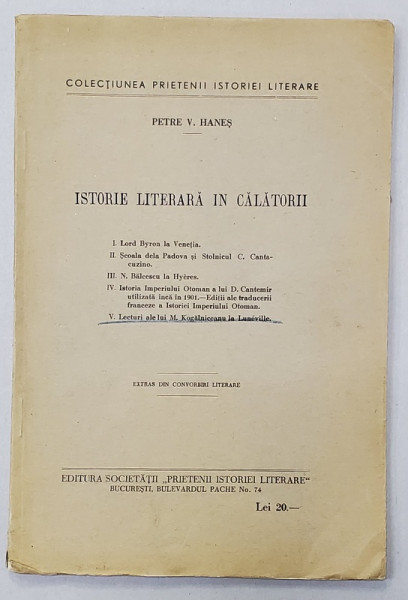 COLECȚIUNEA PRIETENII ISTORIEI LITERARE
PETRE V. HANEȘ
ISTORIE LITERARĂ IN CĂLĂTORII
I. Lord Byron la Veneția.
II. Școala dela Padova și Stolnicul C. Canta-
cuzino.
III. N. Bălcescu la Hyères.
IV. Istoria Imperiului Otoman a lui D. Cantemir
utilizată încă în 1901.—Ediții ale traducerii
franceze a Istoriei Imperiului Otoman.
V. Lecturi ale lui M. Kogălniceanu la Lunéville.
EXTRAS DIN CONVORBIRI LITERARE
EDITURA SOCIETĂȚII „PRIETENII ISTORIEI LITERARE"
BUCUREȘTI, BULEVARDUL PACHE No. 74
Lei 20.—